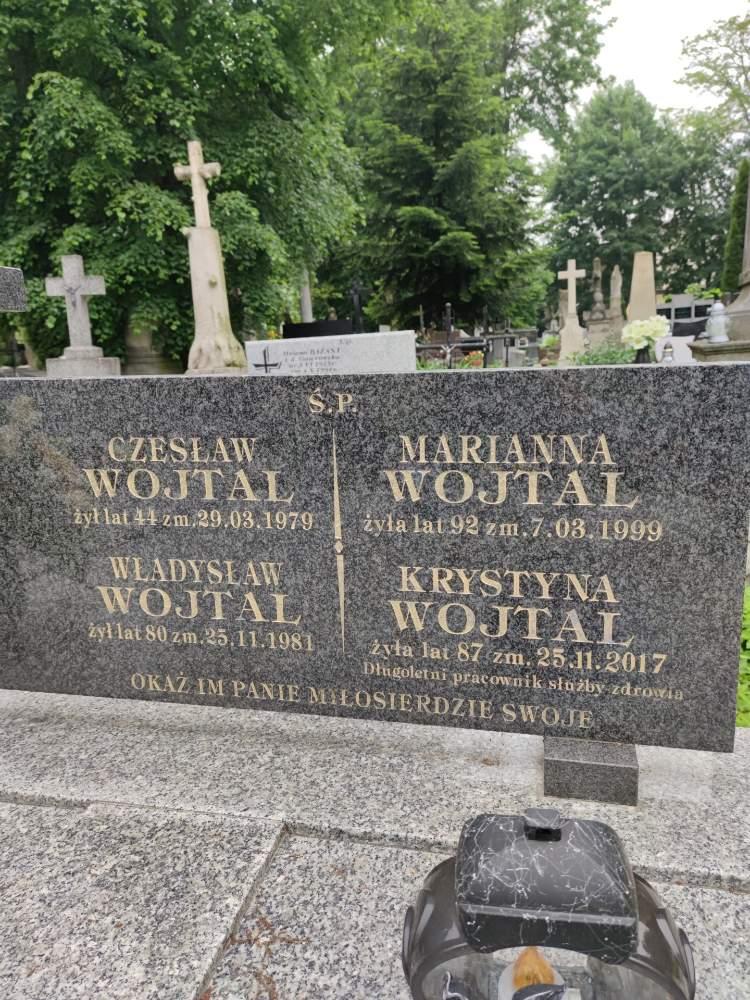 Ś.P.
CZESŁAW
WOJTAL
żył lat 44 zm. 29.03.1979
WŁADYSŁAW
WOJTAL
żył lat 80 zm. 25.11.1981
MARIANNA
WOJTAL
żyła lat 92 zm. 7.03.1999
KRYSTYNA
WOJTAL
żyła lat 87 zm. 25.11.2017
Długoletni pracownik służby zdrowia
OKAŻ IM PANIE MIŁOSIERDZIE SWOJE